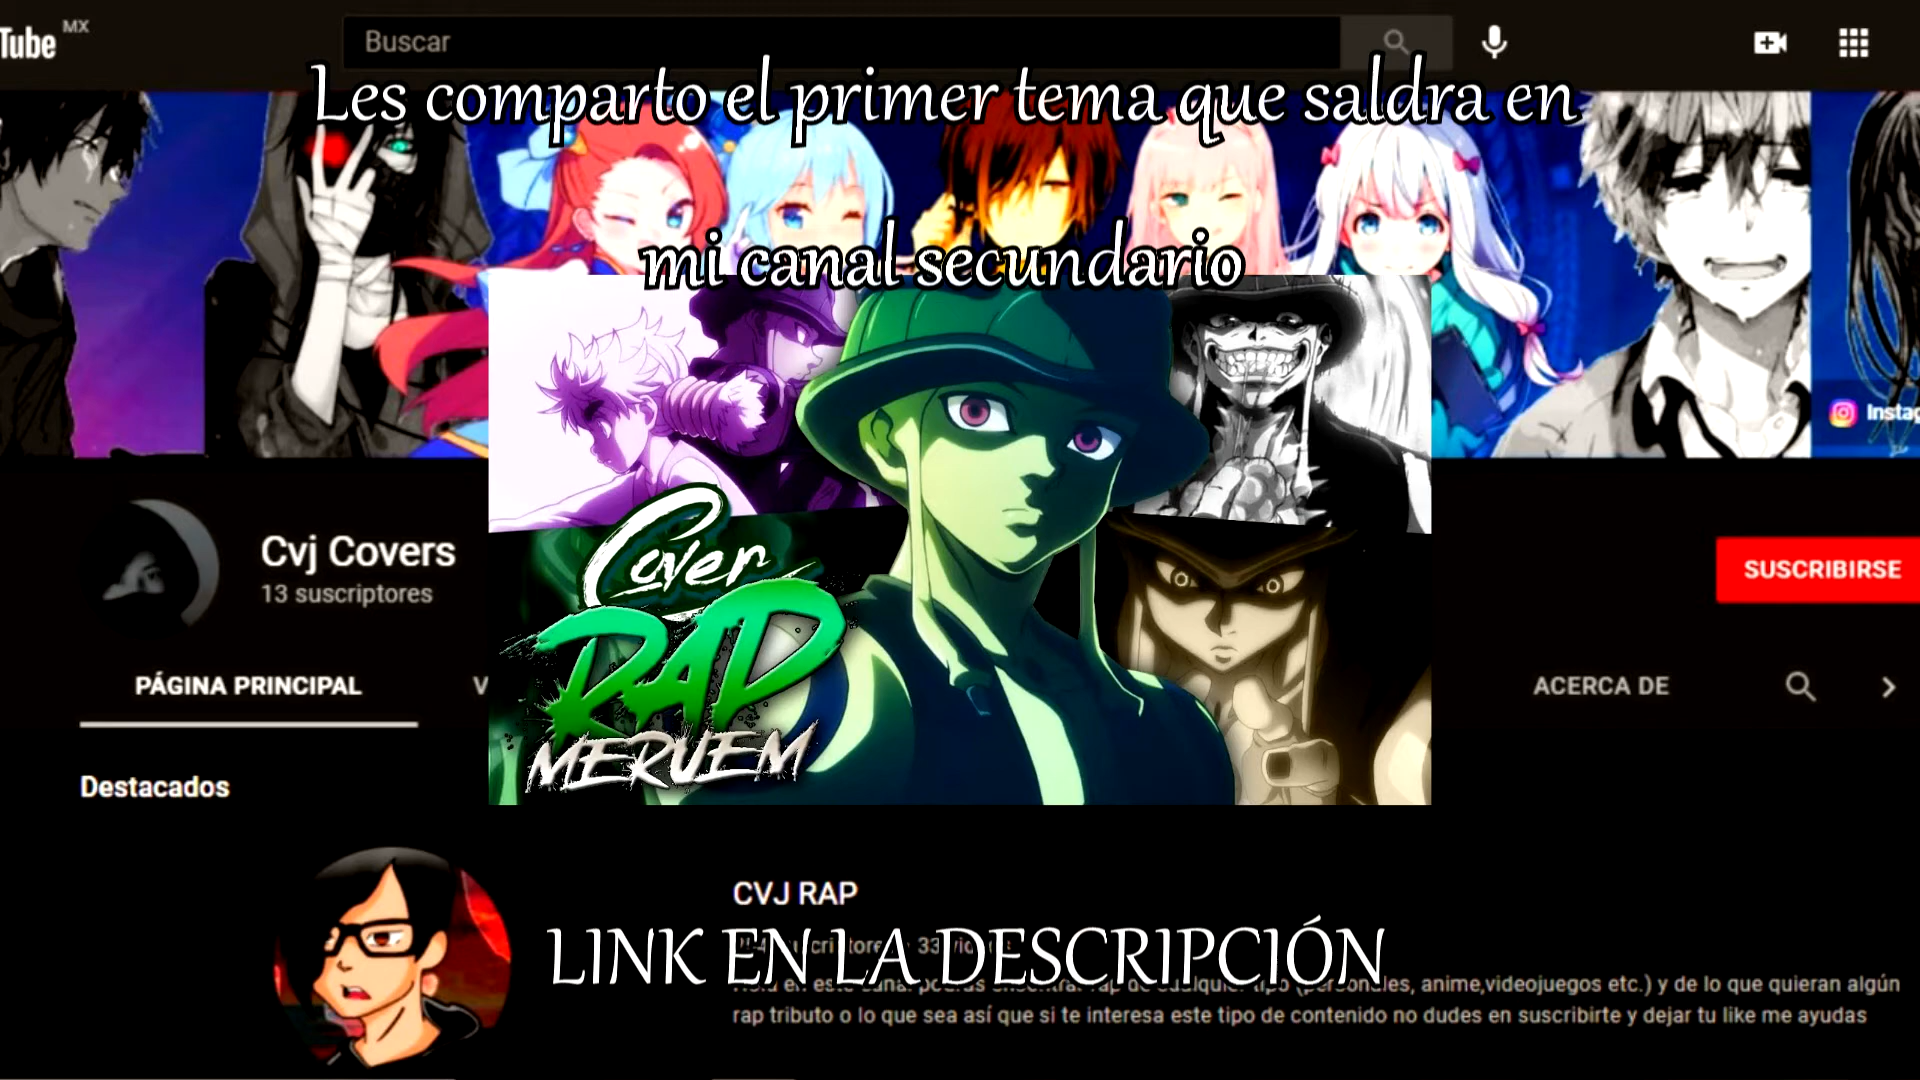 Tube MX
Buscar
Les comparto el primer tema que saldra en
mi canal secundario
Cvj Covers
13 suscriptores
SUSCRIBIRSE
Cover
RAP
MERUEM
PÁGINA PRINCIPAL
ACERCA DE
Destacados
CVJ RAP
LINK EN LA DESCRIPCIÓN
personales, anime,videojuegos etc.) y de lo que quieran algún
rap tributo o lo que sea así que si te interesa este tipo de contenido no dudes en suscribirte y dejar tu like me ayudas